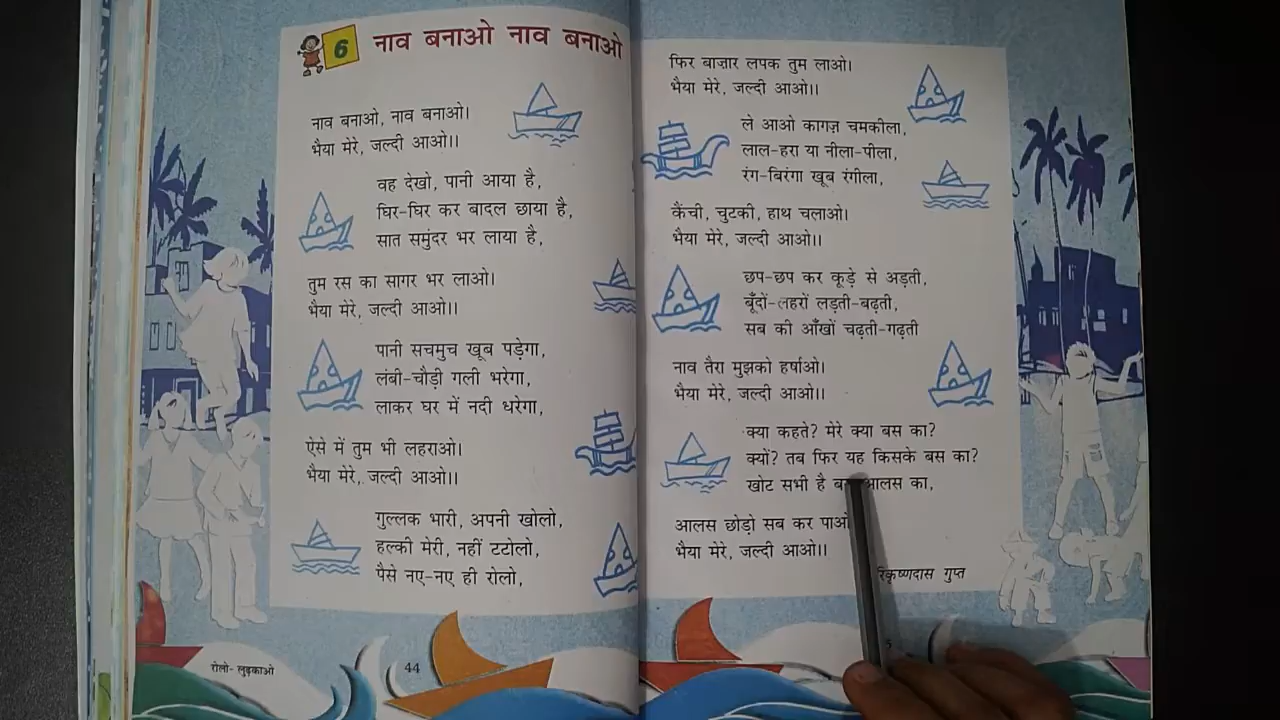 6
नाव बनाओ नाव बनाओ
नाव बनाओ, नाव बनाओ।
भैया मेरे, जल्दी आओ।।
वह देखो, पानी आया है,
घिर-घिर कर बादल छाया है,
सात समुंदर भर लाया है,
तुम रस का सागर भर लाओ।
भैया मेरे, जल्दी आओ।।
पानी सचमुच खूब पड़ेगा,
लंबी-चौड़ी गली भरेगा,
लाकर घर में नदी धरेगा,
ऐसे में तुम भी लहराओ।
भैया मेरे, जल्दी आओ।।
गुल्लक भारी, अपनी खोलो,
हल्की मेरी, नहीं टटोलो,
पैसे नए-नए ही रोलो,
रोलो- लुढ़काओ
44
फिर बाज़ार लपक तुम लाओ।
भैया मेरे, जल्दी आओ।।
ले आओ कागज़ चमकीला,
लाल-हरा या नीला-पीला,
रंग-बिरंगा खूब रंगीला,
कैंची, चुटकी, हाथ चलाओ।
भैया मेरे, जल्दी आओ।।
छप-छप कर कूड़े से अड़ती,
बूँदों-लहरों लड़ती-बढ़ती,
सब की आँखों चढ़ती-गढ़ती
नाव तैरा मुझको हर्षाओ।
भैया मेरे, जल्दी आओ।।
क्या कहते? मेरे क्या बस का?
क्यों? तब फिर यह किसके बस का?
खोट सभी है आलस का,
आलस छोड़ो सब कर पाओ
भैया मेरे, जल्दी आओ।।
गुप्त